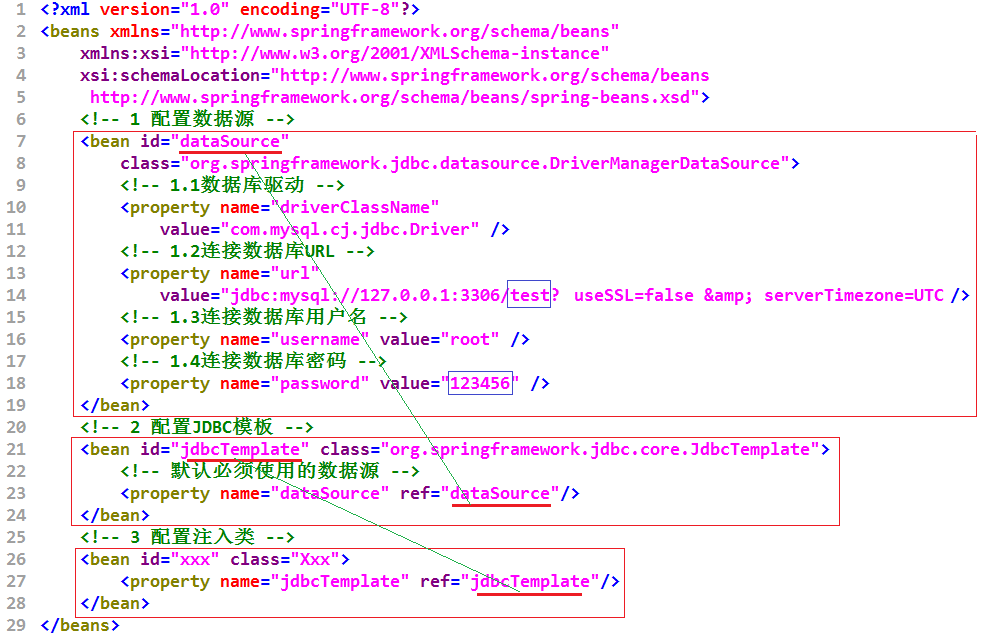 1 <?xml version="1.0" encoding="UTF-8"?>
2 <beans xmlns="http://www.springframework.org/schema/beans"
3 xmlns:xsi="http://www.w3.org/2001/XMLSchema-instance"
4 xsi:schemaLocation="http://www.springframework.org/schema/beans
5 http://www.springframework.org/schema/beans/spring-beans.xsd">
6 <!-- 1 配置数据源 -->
7 <bean id="dataSource"
8 class="org.springframework.jdbc.datasource.DriverManagerDataSource">
9 <!-- 1.1数据库驱动 -->
10 <property name="driverClassName"
11 value="com.mysql.cj.jdbc.Driver" />
12 <!-- 1.2连接数据库URL -->
13 <property name="url"
14 value="jdbc:mysql://127.0.0.1:3306/test? useSSL=false &amp; serverTimezone=UTC />
15 <!-- 1.3连接数据库用户名 -->
16 <property name="username" value="root" />
17 <!-- 1.4连接数据库密码 -->
18 <property name="password" value="123456" />
19 </bean>
20 <!-- 2 配置JDBC模板 -->
21 <bean id="jdbcTemplate" class="org.springframework.jdbc.core.JdbcTemplate">
22 <!-- 默认必须使用的数据源 -->
23 <property name="dataSource" ref="dataSource"/>
24 </bean>
25 <!-- 3 配置注入类 -->
26 <bean id="xxx" class="Xxx">
27 <property name="jdbcTemplate" ref="jdbcTemplate"/>
28 </bean>
29 </beans>